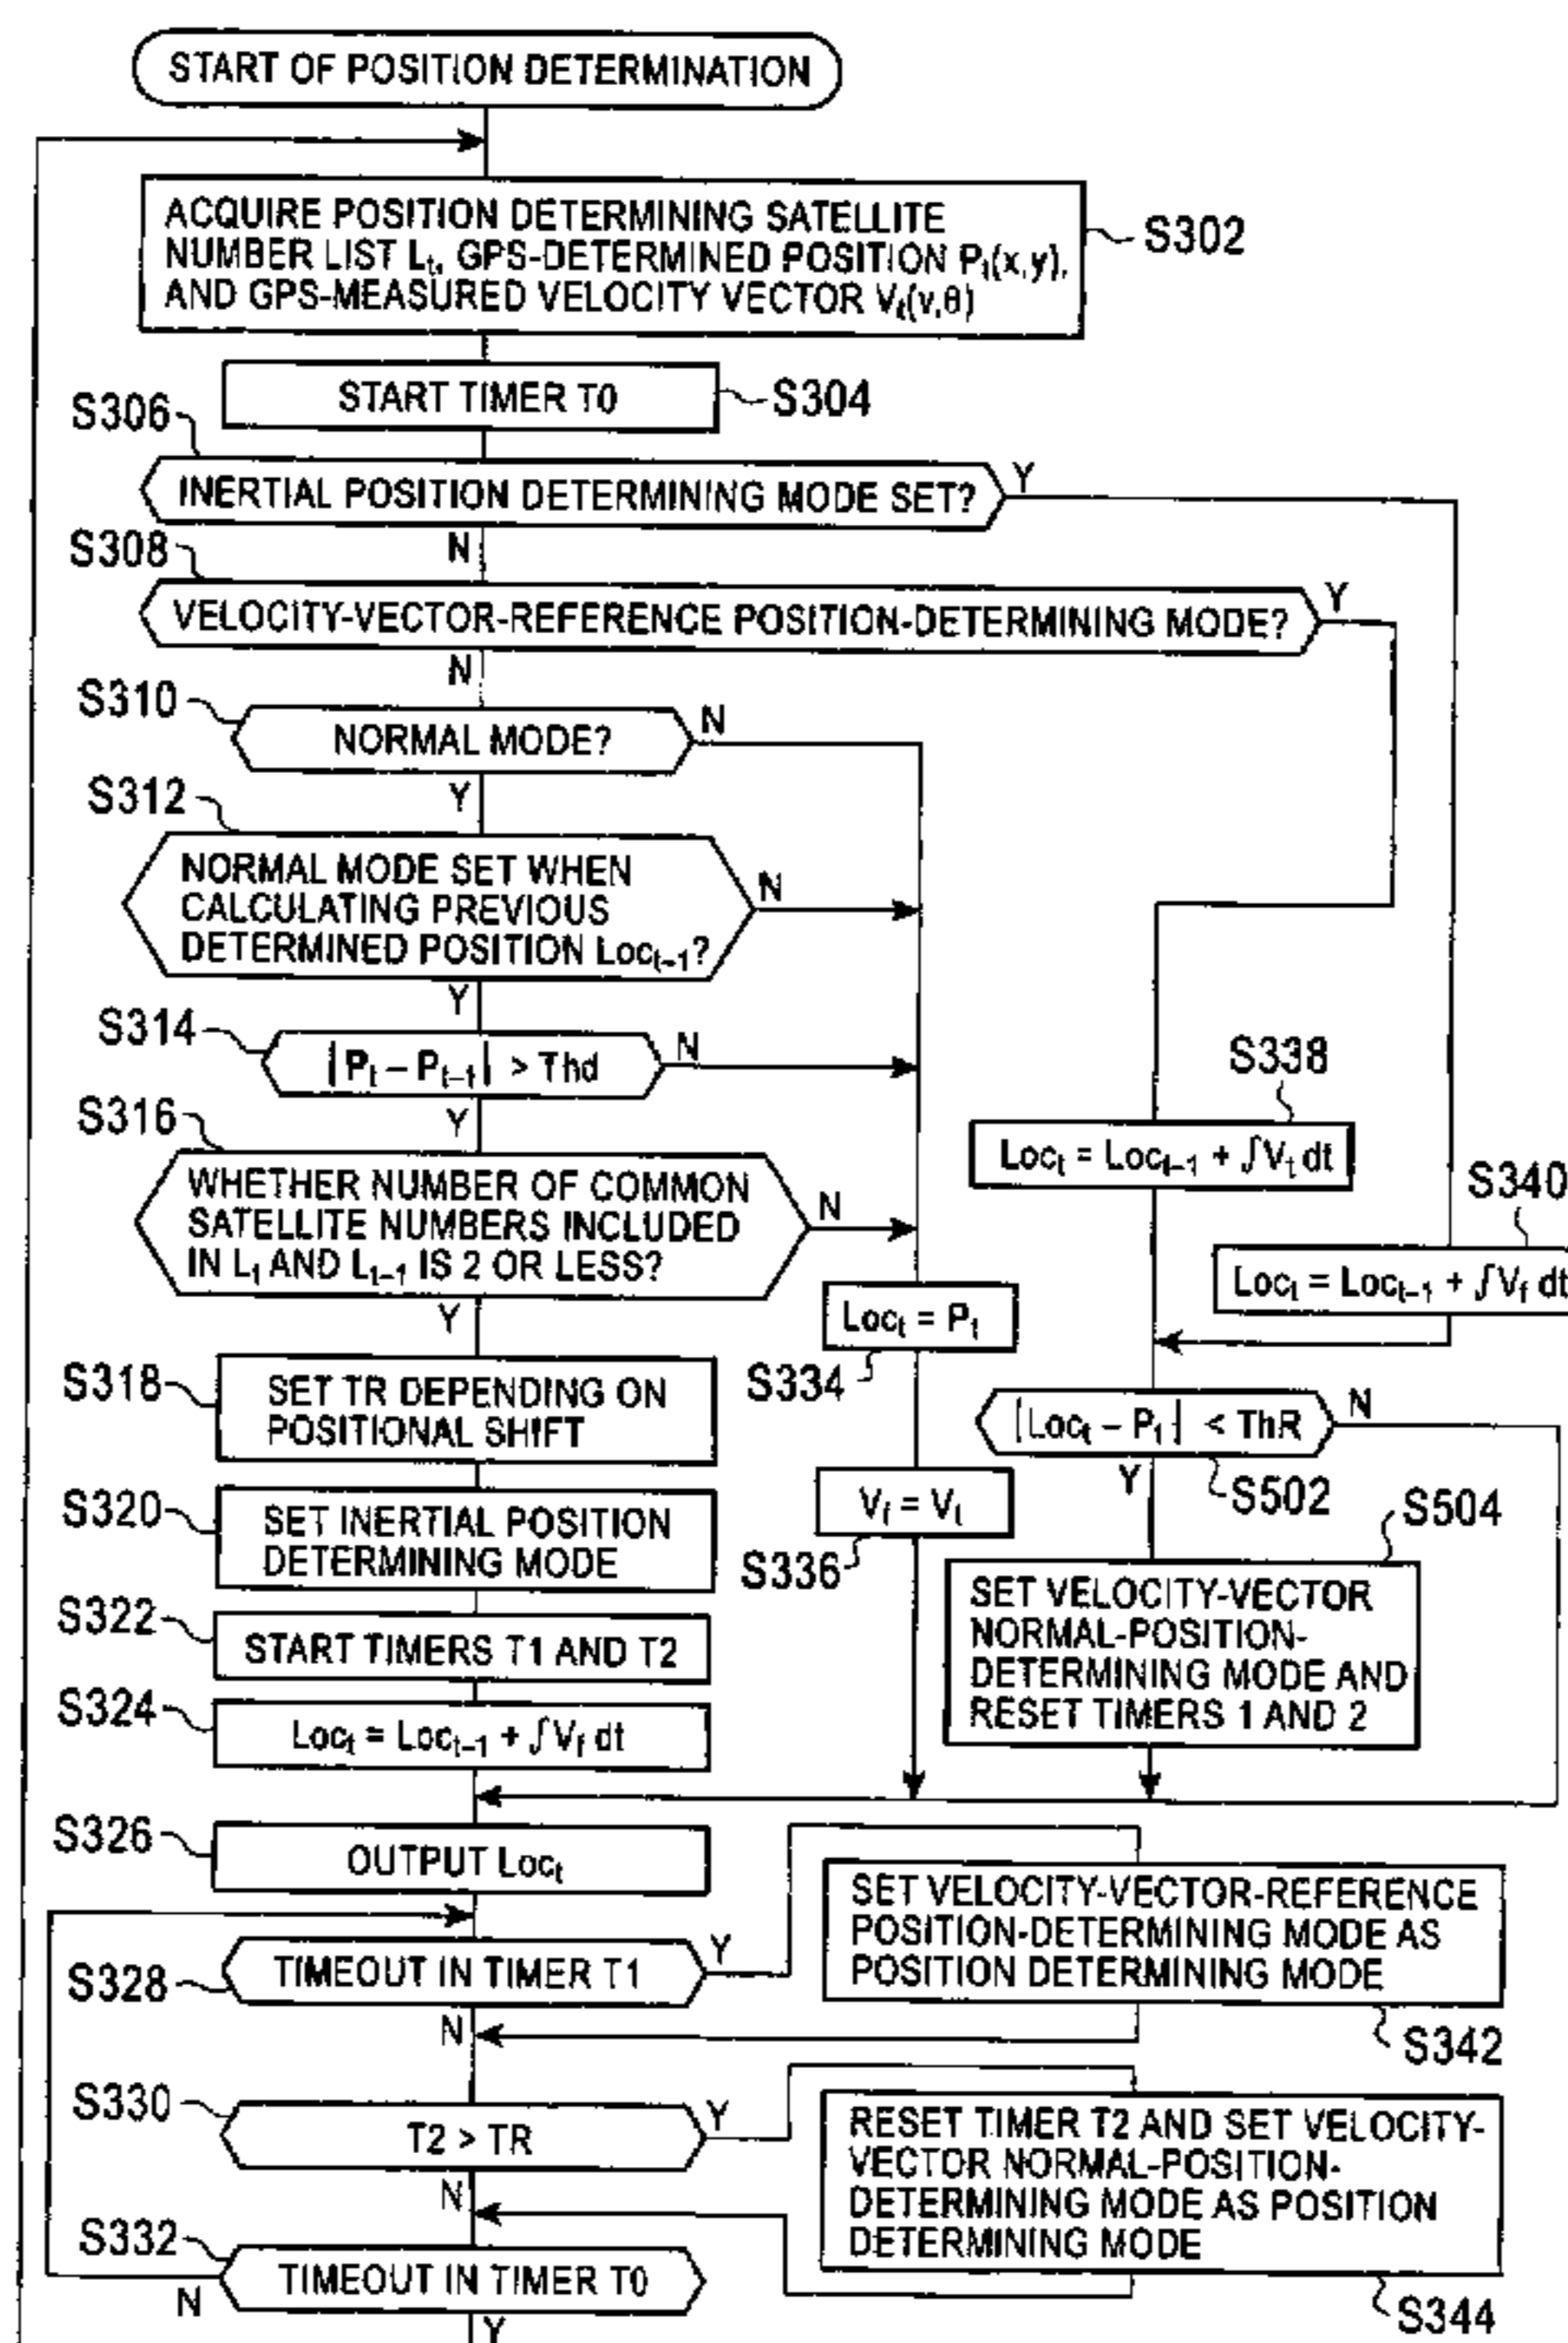 START OF POSITION DETERMINATION
ACQUIRE POSITION DETERMINING SATELLITE
NUMBER LIST Lt, GPS-DETERMINED POSITION Pt(x,y),
AND GPS-MEASURED VELOCITY VECTOR Vt(v,θ)
S302
START TIMER T0
S304
S306
INERTIAL POSITION DETERMINING MODE SET?
Y
N
S308
VELOCITY-VECTOR-REFERENCE POSITION-DETERMINING MODE?
Y
N
S310
NORMAL MODE?
N
Y
S312
NORMAL MODE SET WHEN
CALCULATING PREVIOUS
DETERMINED POSITION Loct-1?
N
Y
S314
|Pt – Pt-1| > Thd
N
Y
S316
WHETHER NUMBER OF COMMON
SATELLITE NUMBERS INCLUDED
IN Lt AND Lt-1 IS 2 OR LESS?
N
Y
S338
Loct = Loct-1 + ∫Vt dt
S340
Loct = Loct-1 + ∫Vf dt
Loct = Pt
S334
S318
SET TR DEPENDING ON
POSITIONAL SHIFT
|Loct – Pt| < ThR
N
Y
S502
Vf = Vt
S336
S320
SET INERTIAL POSITION
DETERMINING MODE
S504
SET VELOCITY-VECTOR
NORMAL-POSITION-
DETERMINING MODE AND
RESET TIMERS 1 AND 2
S322
START TIMERS T1 AND T2
S324
Loct = Loct-1 + ∫Vf dt
S326
OUTPUT Loct
S328
TIMEOUT IN TIMER T1
Y
N
SET VELOCITY-VECTOR-REFERENCE
POSITION-DETERMINING MODE AS
POSITION DETERMINING MODE
S342
S330
T2 > TR
Y
N
RESET TIMER T2 AND SET VELOCITY-
VECTOR NORMAL-POSITION-
DETERMINING MODE AS POSITION
DETERMINING MODE
S344
S332
TIMEOUT IN TIMER T0
N
Y